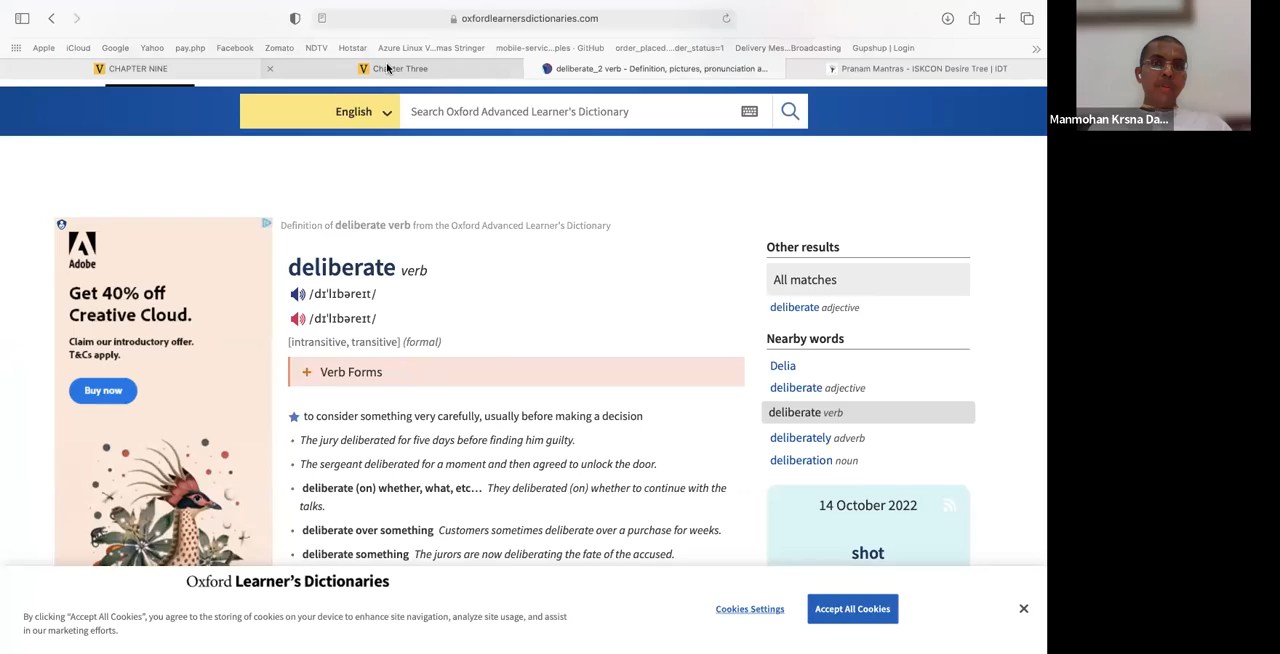 oxfordlearnersdictionaries.com
Apple iCloud Google Yahoo pay.php Facebook Zomato NDTV Hotstar Azure Linux V...mas Stringer mobile-servic...ples · GitHub order_placed....der_status=1 Delivery Mes...Broadcasting Gupshup | Login
CHAPTER NINE Chapter Three deliberate_2 verb - Definition, pictures, pronunciation a... Pranam Mantras - ISKCON Desire Tree | IDT
Manmohan Krsna Da...
English Search Oxford Advanced Learner's Dictionary
Definition of deliberate verb from the Oxford Advanced Learner's Dictionary
deliberate verb
/dɪˈlɪbəreɪt/
/dɪˈlɪbəreɪt/
[intransitive, transitive] (formal)
+ Verb Forms
to consider something very carefully, usually before making a decision
• The jury deliberated for five days before finding him guilty.
• The sergeant deliberated for a moment and then agreed to unlock the door.
• deliberate (on) whether, what, etc... They deliberated (on) whether to continue with the
talks.
• deliberate over something Customers sometimes deliberate over a purchase for weeks.
• deliberate something The jurors are now deliberating the fate of the accused.
Adobe
Get 40% off
Creative Cloud.
Claim our introductory offer.
T&Cs apply.
Buy now
Other results
All matches
deliberate adjective
Nearby words
Delia
deliberate adjective
deliberate verb
deliberately adverb
deliberation noun
14 October 2022
shot
Oxford Learner's Dictionaries
By clicking “Accept All Cookies”, you agree to the storing of cookies on your device to enhance site navigation, analyze site usage, and assist
in our marketing efforts.
Cookies Settings
Accept All Cookies